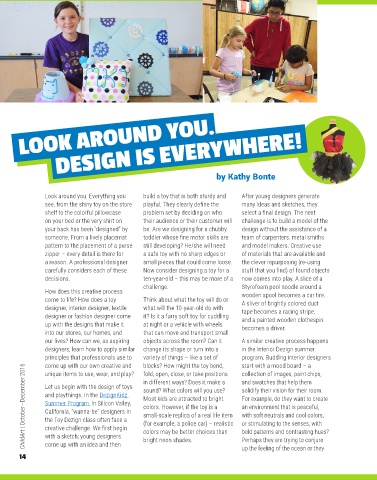 LOOK AROUND YOU.
DESIGN IS EVERYWHERE!
by Kathy Bonte
Look around you. Everything you
see, from the shiny toy on the store
shelf to the colorful pillowcase
on your bed or the very shirt on
your back has been "designed" by
someone. From a lively placemat
pattern to the placement of a purse
zipper – every detail is there for
a reason. A professional designer
carefully considers each of these
decisions.
How does this creative process
come to life? How does a toy
designer, interior designer, textile
designer or fashion designer come
up with the designs that make it
into our stores, our homes, and
our lives? How can we, as aspiring
designers, learn how to apply similar
principles that professionals use to
come up with our own creative and
unique items to use, wear, and play?
Let us begin with the design of toys
and playthings. In the DesignKidz
Summer Program, in Silicon Valley,
California, "wanna-be" designers in
the Toy Design class often face a
creative challenge. We first begin
with a sketch; young designers
come up with an idea and then
build a toy that is both sturdy and
playful. They clearly define the
problem set by deciding on who
their audience or their customer will
be. Are we designing for a chubby
toddler whose fine motor skills are
still developing? He/she will need
a safe toy with no sharp edges or
small pieces that could come loose.
Now consider designing a toy for a
ten-year-old – this may be more of a
challenge.
Think about what the toy will do or
what will the 10-year-old do with
it? Is it a furry soft toy for cuddling
at night or a vehicle with wheels
that can move and transport small
objects across the room? Can it
change its shape or turn into a
variety of things – like a set of
blocks? How might the toy bend,
fold, open, close, or take positions
in different ways? Does it make a
sound? What colors will you use?
Most kids are attracted to bright
colors. However, if the toy is a
small-scale replica of a real life item
(for example, a police car) – realistic
colors may be better choices than
bright neon shades.
After young designers generate
many ideas and sketches, they
select a final design. The next
challenge is to build a model of the
design without the assistance of a
team of carpenters, metal smiths
and model makers. Creative use
of materials that are available and
the clever repurposing (re-using
stuff that you find) of found objects
now comes into play. A slice of a
Styrofoam pool noodle around a
wooden spool becomes a car tire.
A sliver of brightly colored duct
tape becomes a racing stripe,
and a painted wooden clothespin
becomes a driver.
A similar creative process happens
in the Interior Design summer
program. Budding interior designers
start with a mood board – a
collection of images, paint chips,
and swatches that help them
solidify their vision for their room.
For example, do they want to create
an environment that is peaceful,
with soft neutrals and cool colors,
or stimulating to the senses, with
bold patterns and contrasting hues?
Perhaps they are trying to conjure
up the feeling of the ocean or they
ChildArt | October - December 2016
14